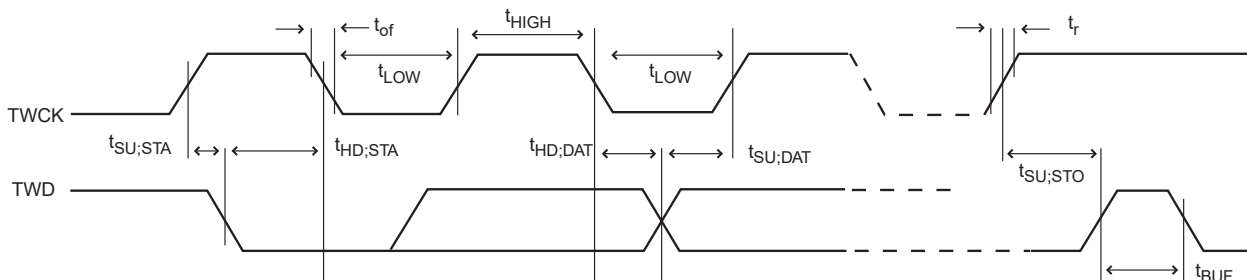 t_of
t_HIGH
t_r
t_LOW
t_LOW
TWCK
t_SU;STA
t_HD;STA
t_HD;DAT
t_SU;DAT
t_SU;STO
TWD
t_BUF